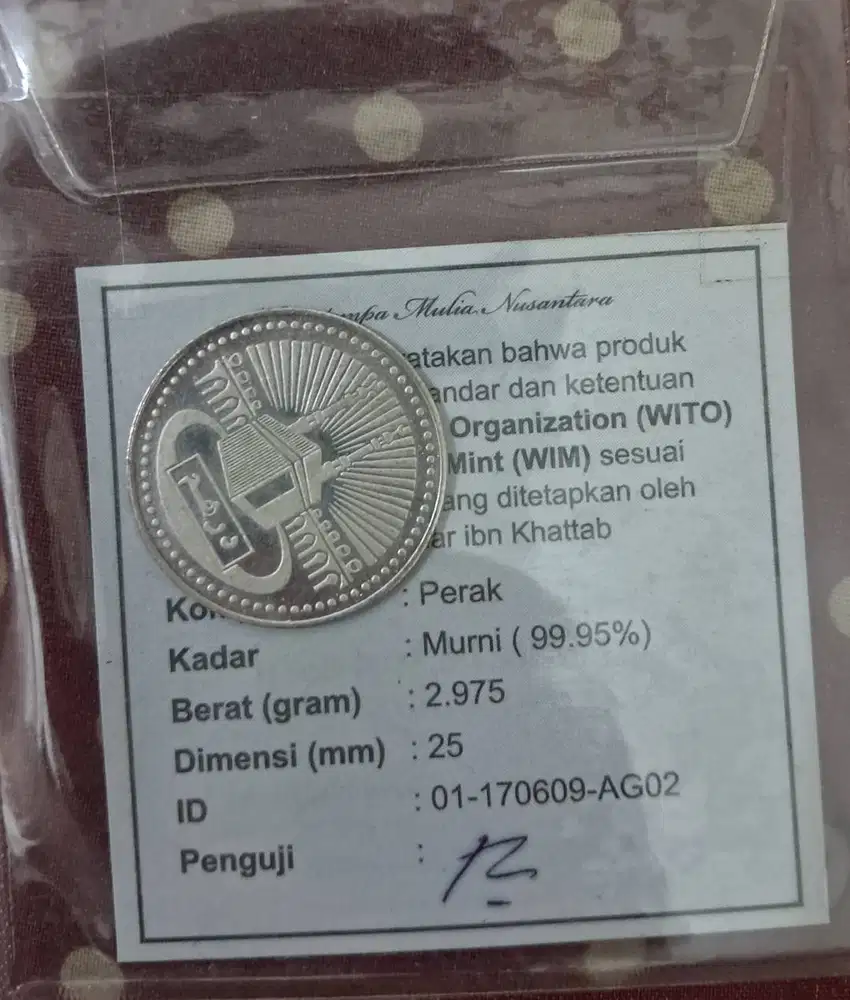 Mulia Nusantara
atakan bahwa produk
andar dan ketentuan
Organization (WITO)
Mint (WIM) sesuai
ang ditetapkan oleh
ar ibn Khattab
: Perak
Kadar : Murni ( 99.95%)
Berat (gram) : 2.975
Dimensi (mm) : 25
ID : 01-170609-AG02
Penguji :
درهم